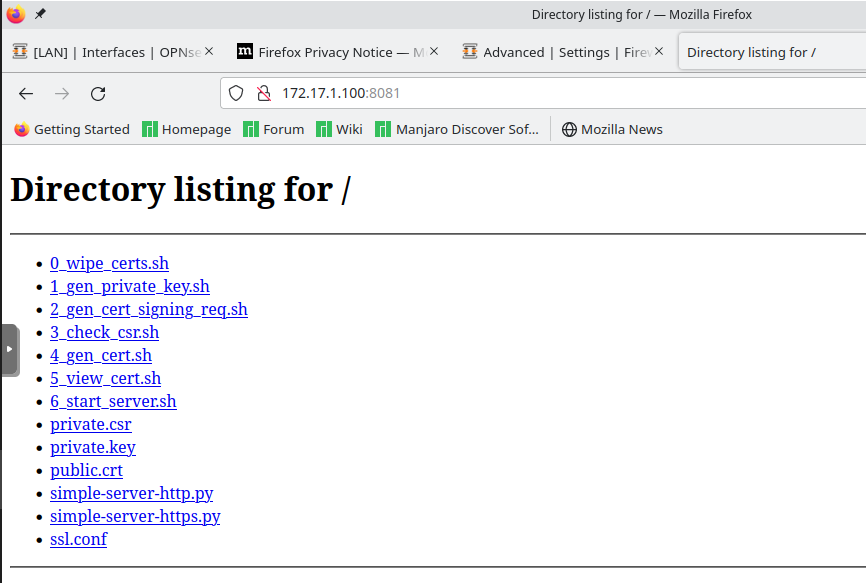 Directory listing for / — Mozilla Firefox
[LAN] | Interfaces | OPNse
Firefox Privacy Notice — M
Advanced | Settings | Firew
Directory listing for /
172.17.1.100:8081
Getting Started Homepage Forum Wiki Manjaro Discover Sof... Mozilla News
Directory listing for /
0_wipe_certs.sh
1_gen_private_key.sh
2_gen_cert_signing_req.sh
3_check_csr.sh
4_gen_cert.sh
5_view_cert.sh
6_start_server.sh
private.csr
private.key
public.crt
simple-server-http.py
simple-server-https.py
ssl.conf